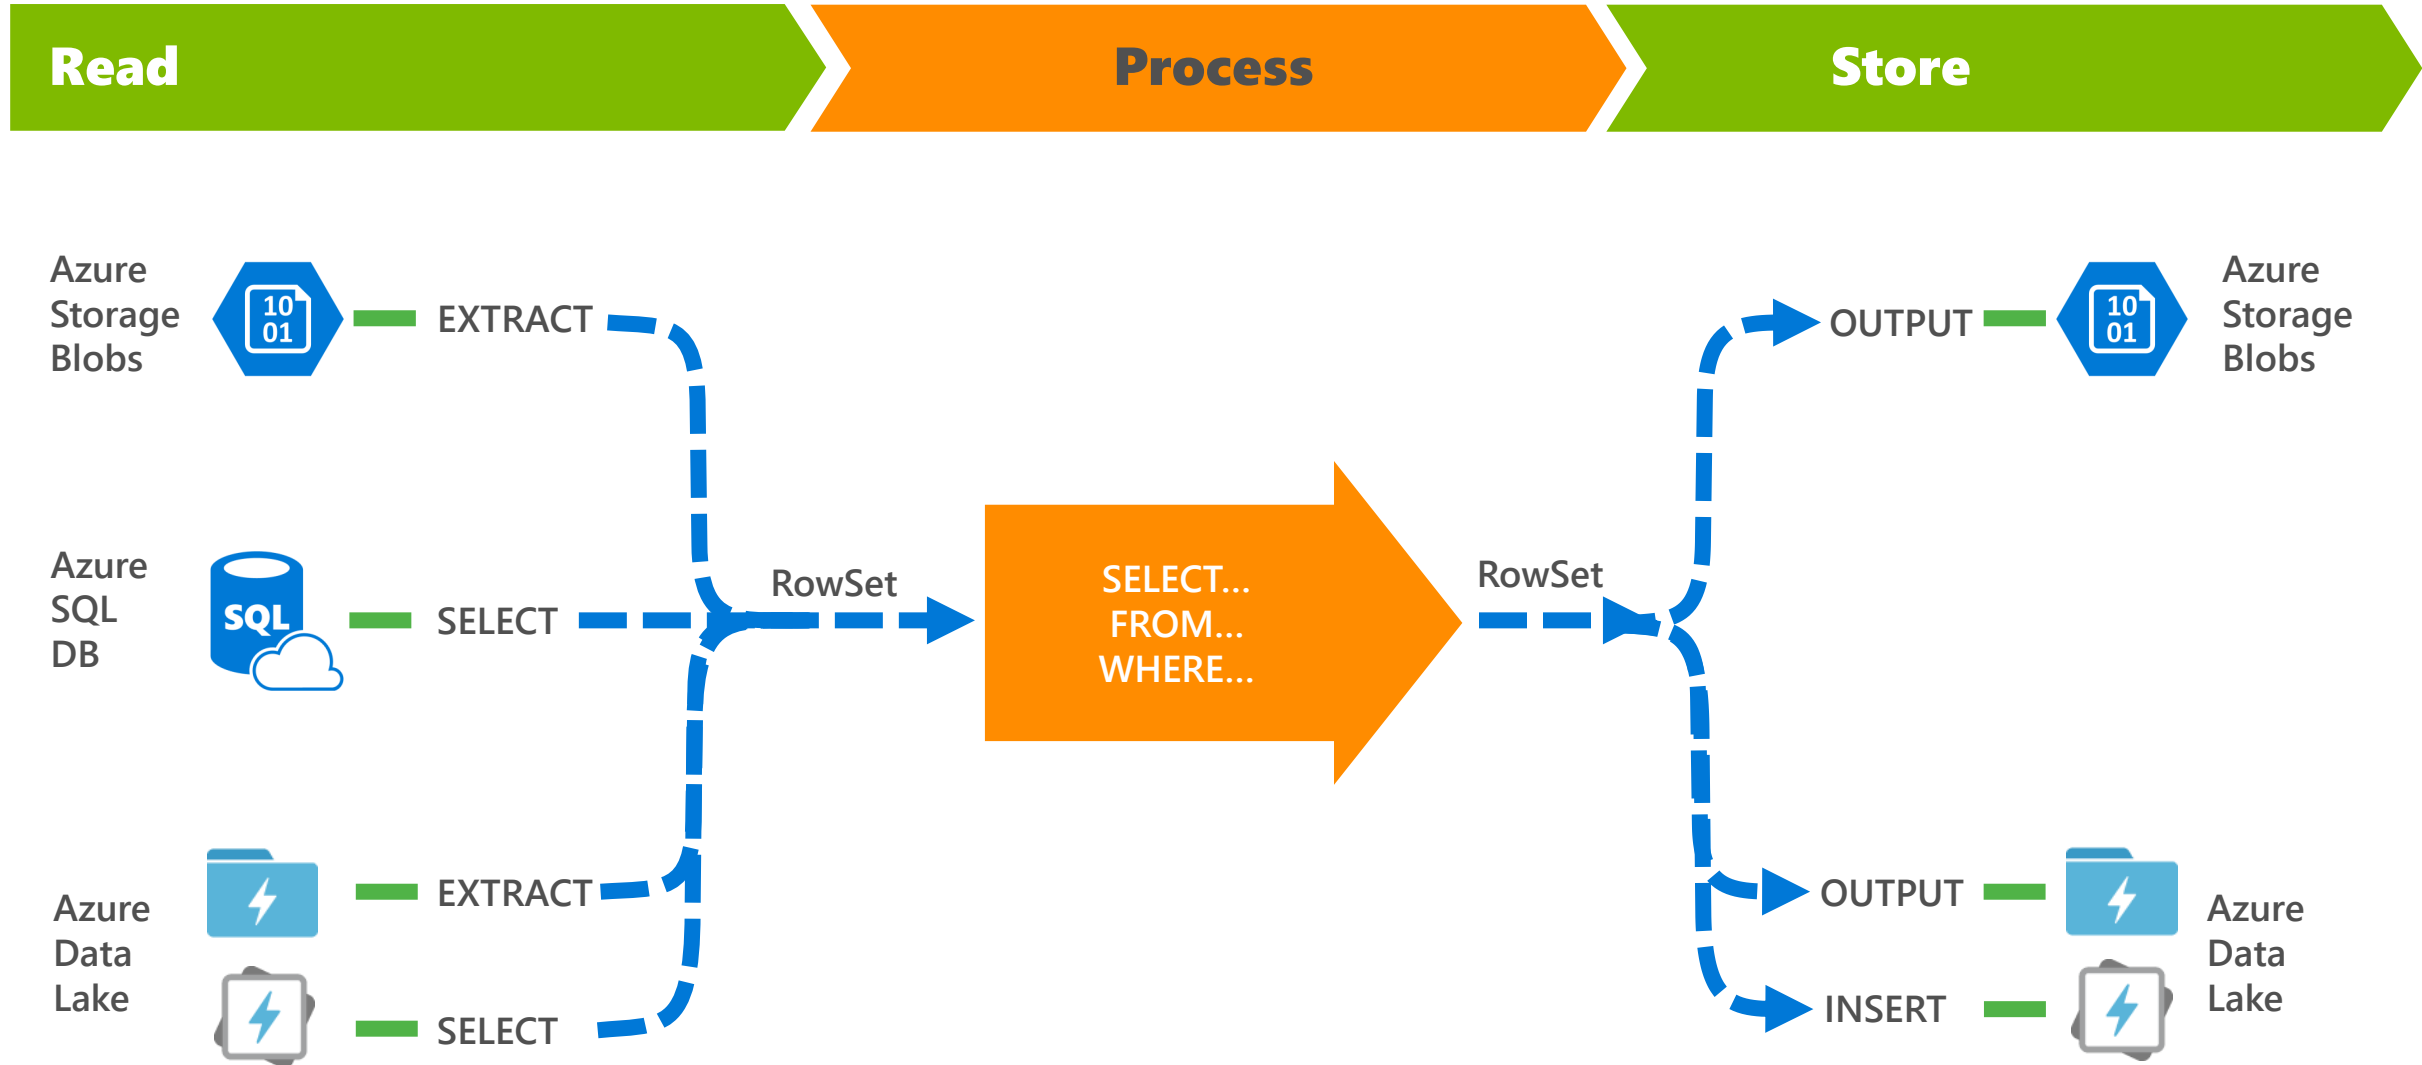 Read
Process
Store
Azure
Storage
Blobs
10
01
EXTRACT
Azure
SQL
DB
SQL
SELECT
Azure
Data
Lake
EXTRACT
SELECT
RowSet
SELECT...
FROM...
WHERE...
RowSet
OUTPUT
10
01
Azure
Storage
Blobs
OUTPUT
INSERT
Azure
Data
Lake